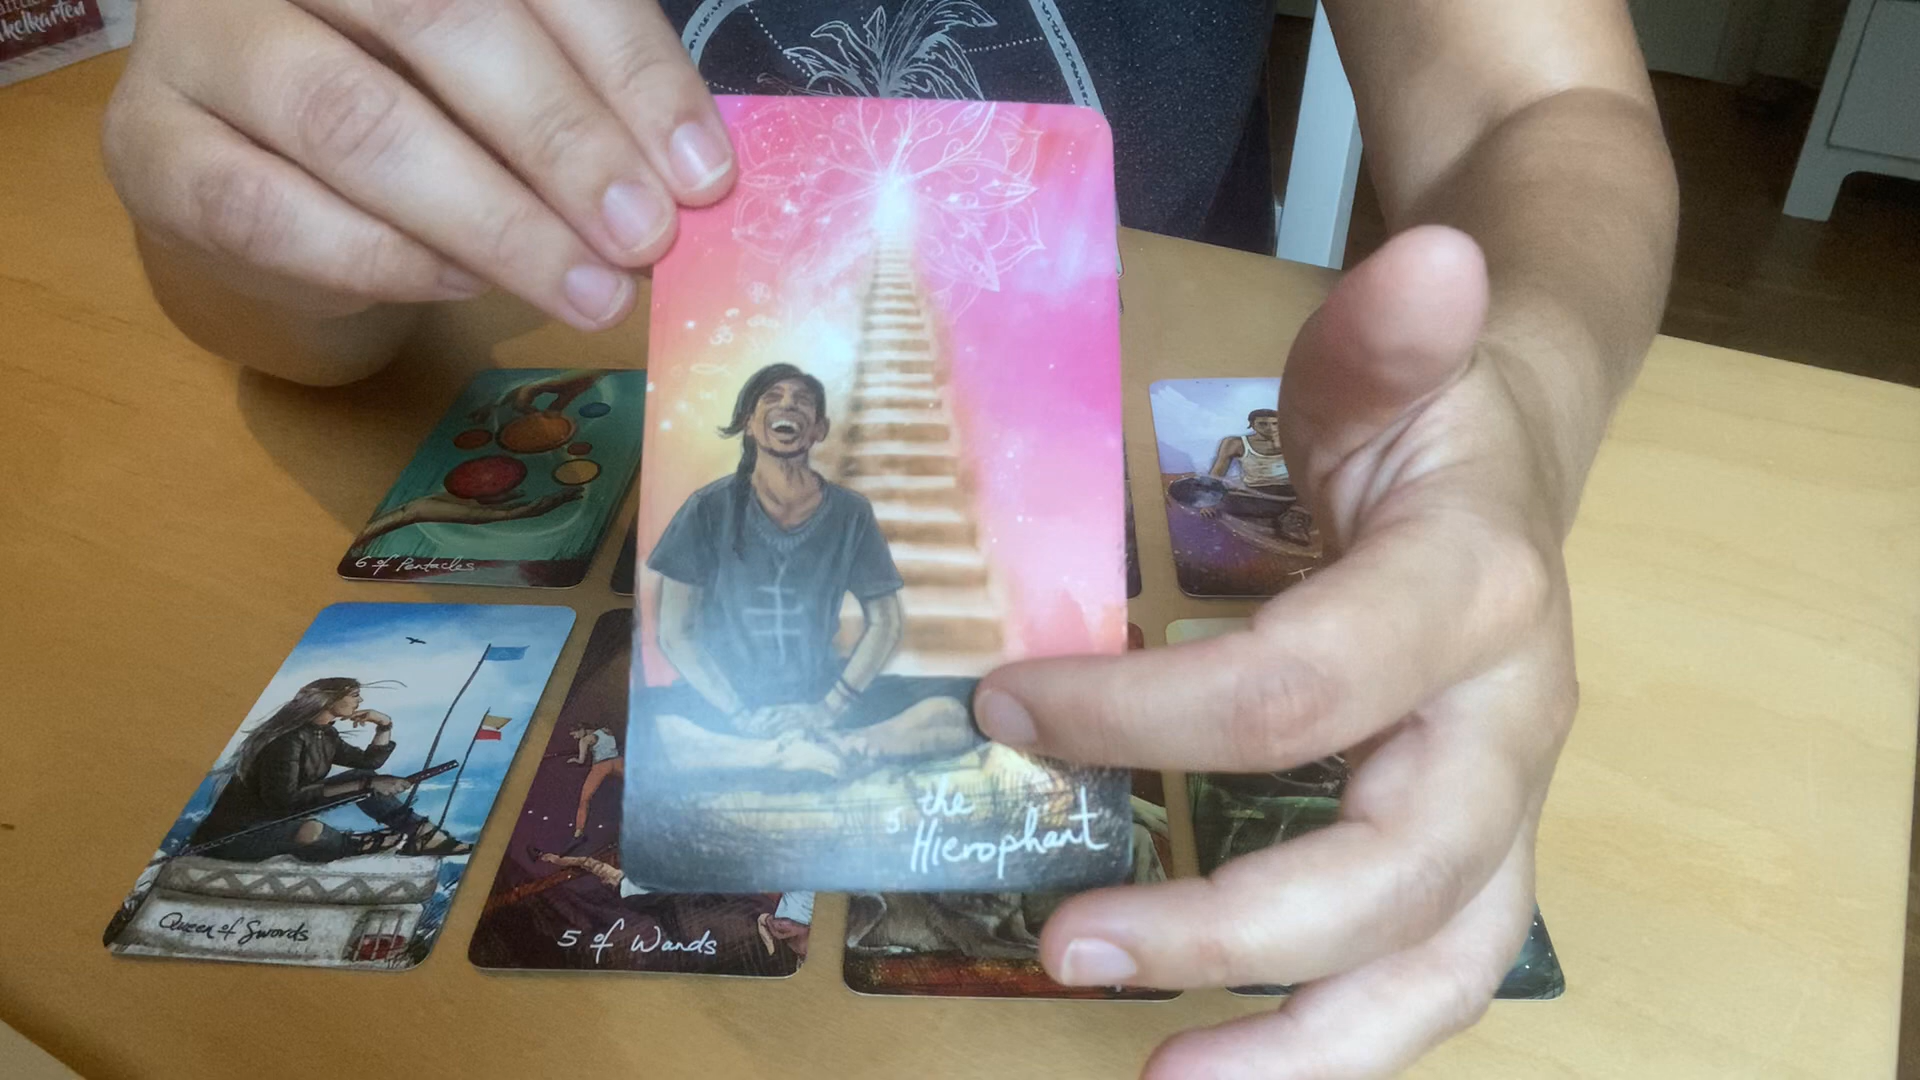 kelkarten
6 of Pentacles
5 the
Hierophant
Queen of Swords
5 of Wands